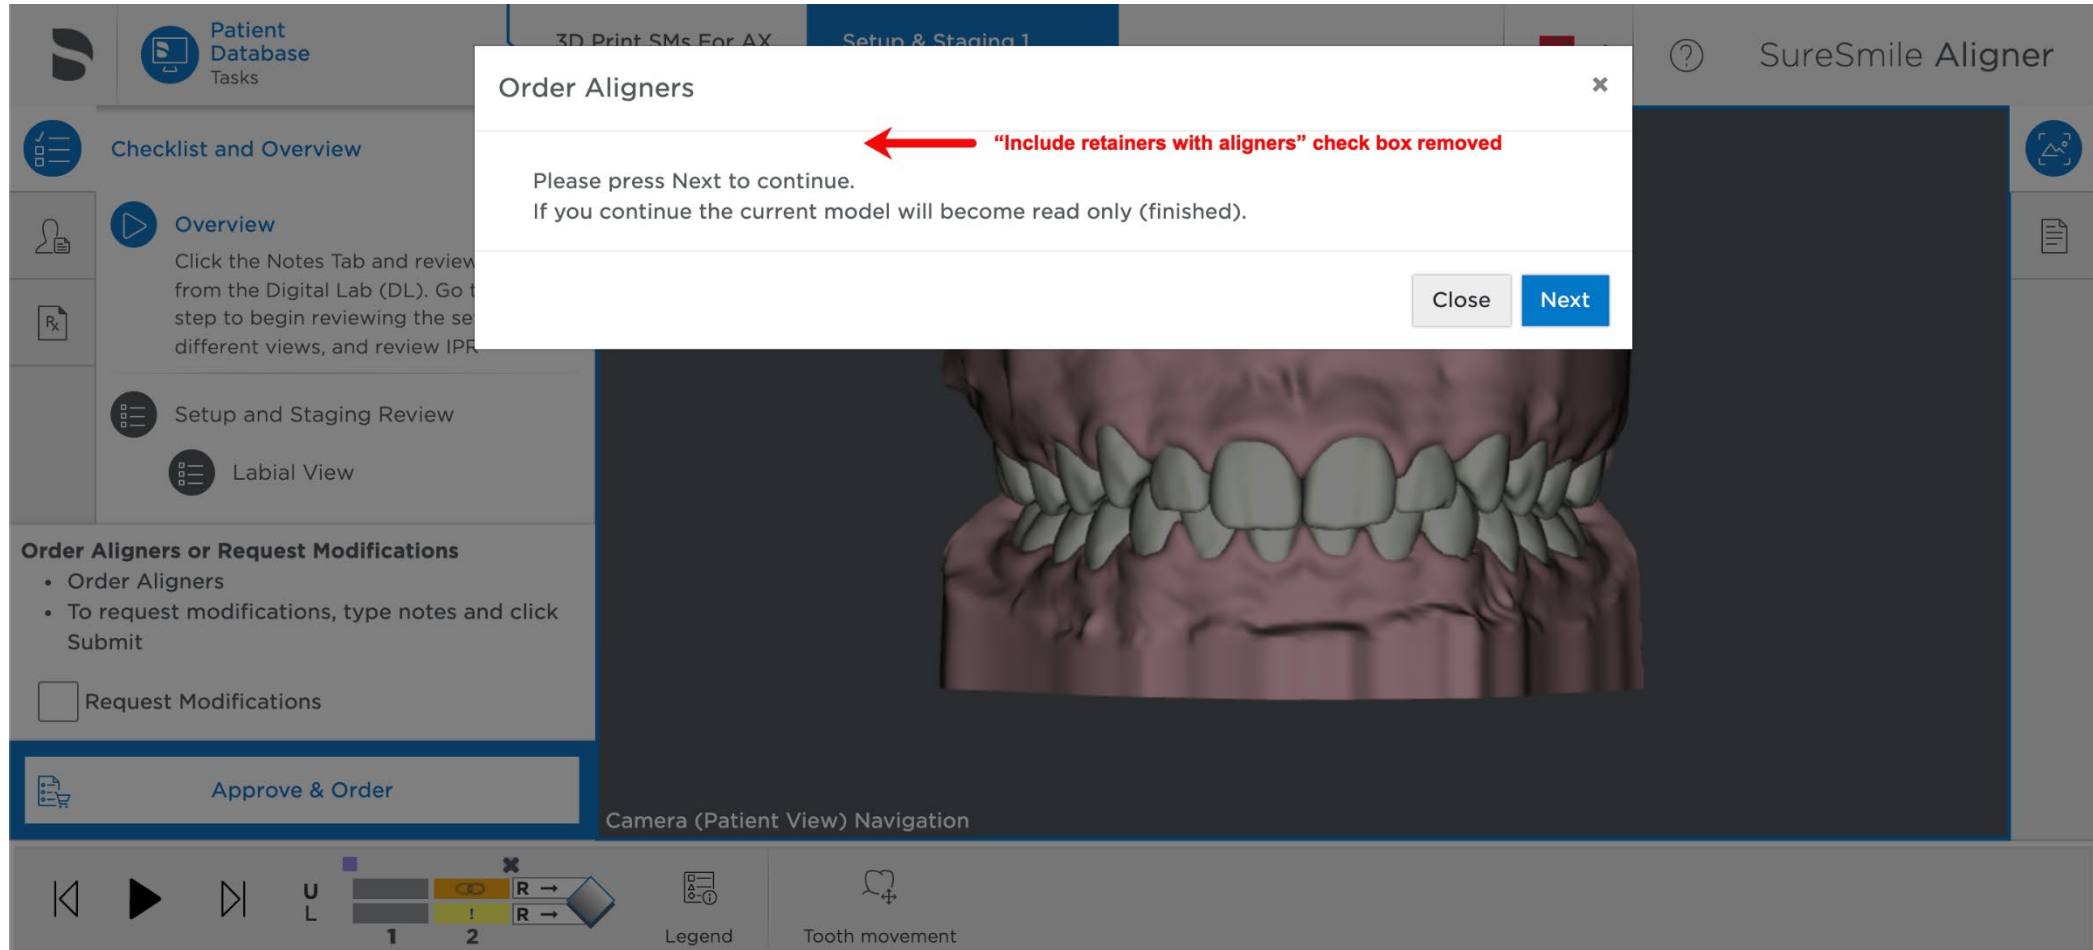 Patient
Database
Tasks
3D Print SMs For AX
Setup & Staging 1
SureSmile Aligner
Order Aligners
“Include retainers with aligners” check box removed
Please press Next to continue.
If you continue the current model will become read only (finished).
Close
Next
Checklist and Overview
Overview
Click the Notes Tab and review
from the Digital Lab (DL). Go
step to begin reviewing the
different views, and review IPR
Setup and Staging Review
Labial View
Order Aligners or Request Modifications
• Order Aligners
• To request modifications, type notes and click
Submit
Request Modifications
Approve & Order
Camera (Patient View) Navigation
U
L
R →
R →
!
1
2
Legend
Tooth movement
Rx
?